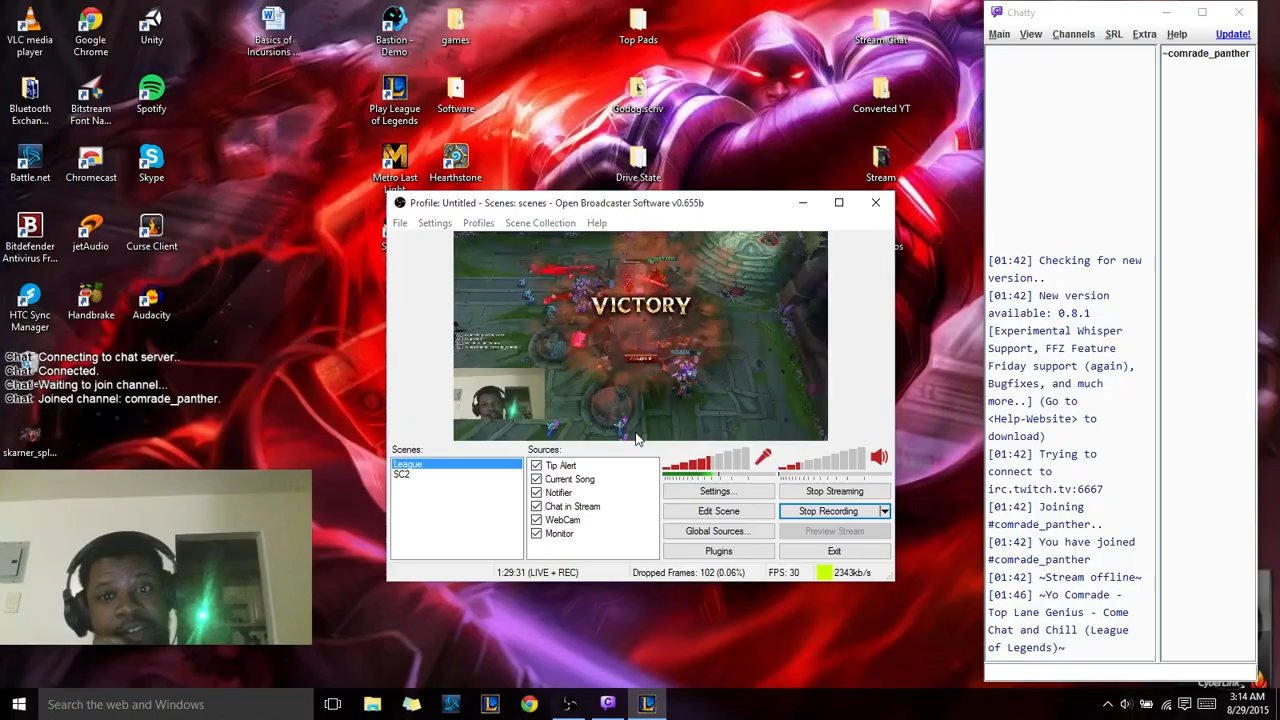 VLC media player
Google Chrome
Unity
Basics of Incursions ...
Bastion - Demo
games
Top Pads
Stream Chat
Bluetooth Exchan...
Bitstream Font Na...
Spotify
Play League of Legends
Software
Godog.scriv
Converted YT
Battle.net
Chromecast
Skype
Metro Last Light
Hearthstone
Drive State
Stream
Bitdefender Antivirus Fr...
jetAudio
Curse Client
HTC Sync Manager
Handbrake
Audacity
Chat: Connecting to chat server..
Chat: Connected.
Chat: Waiting to join channel...
Chat: Joined channel: comrade_panther.
skarner_spl...
Profile: Untitled - Scenes: scenes - Open Broadcaster Software v0.655b
File Settings Profiles Scene Collection Help
VICTORY
Scenes:
League
SC2
Sources:
Tip Alert
Current Song
Notifier
Chat in Stream
WebCam
Monitor
Settings...
Stop Streaming
Edit Scene
Stop Recording
Global Sources...
Preview Stream
Plugins
Exit
1:29:31 (LIVE + REC)
Dropped Frames: 102 (0.06%)
FPS: 30
2343kb/s
Chatty
Main View Channels SRL Extra Help Update!
~comrade_panther
[01:42] Checking for new
version..
[01:42] New version
available: 0.8.1
[Experimental Whisper
Support, FFZ Feature
Friday support (again),
Bugfixes, and much
more..] (Go to
<Help-Website> to
download)
[01:42] Trying to
connect to
irc.twitch.tv:6667
[01:42] Joining
#comrade_panther..
[01:42] You have joined
#comrade_panther
[01:42] ~Stream offline~
[01:46] ~Yo Comrade -
Top Lane Genius - Come
Chat and Chill (League
of Legends)~
CyberLink
Search the web and Windows
3:14 AM
8/29/2015